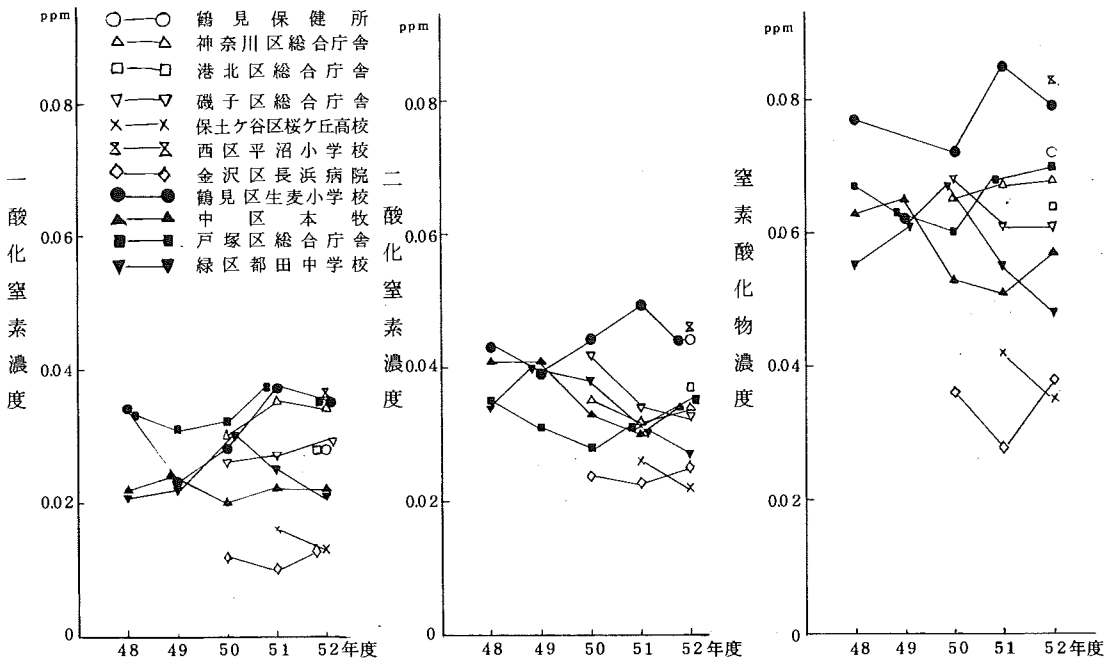 ppm
鶴見保健所
神奈川区総合庁舎
港北区総合庁舎
磯子区総合庁舎
保土ケ谷区桜ケ丘高校
西区平沼小学校
金沢区長浜病院
鶴見区生麦小学校
中区本牧
戸塚区総合庁舎
緑区都田中学校
一酸化窒素濃度
0.08
0.06
0.04
0.02
0
48 49 50 51 52年度
ppm
二酸化窒素濃度
0.08
0.06
0.04
0.02
0
48 49 50 51 52年度
ppm
窒素酸化物濃度
0.08
0.06
0.04
0.02
0
48 49 50 51 52年度